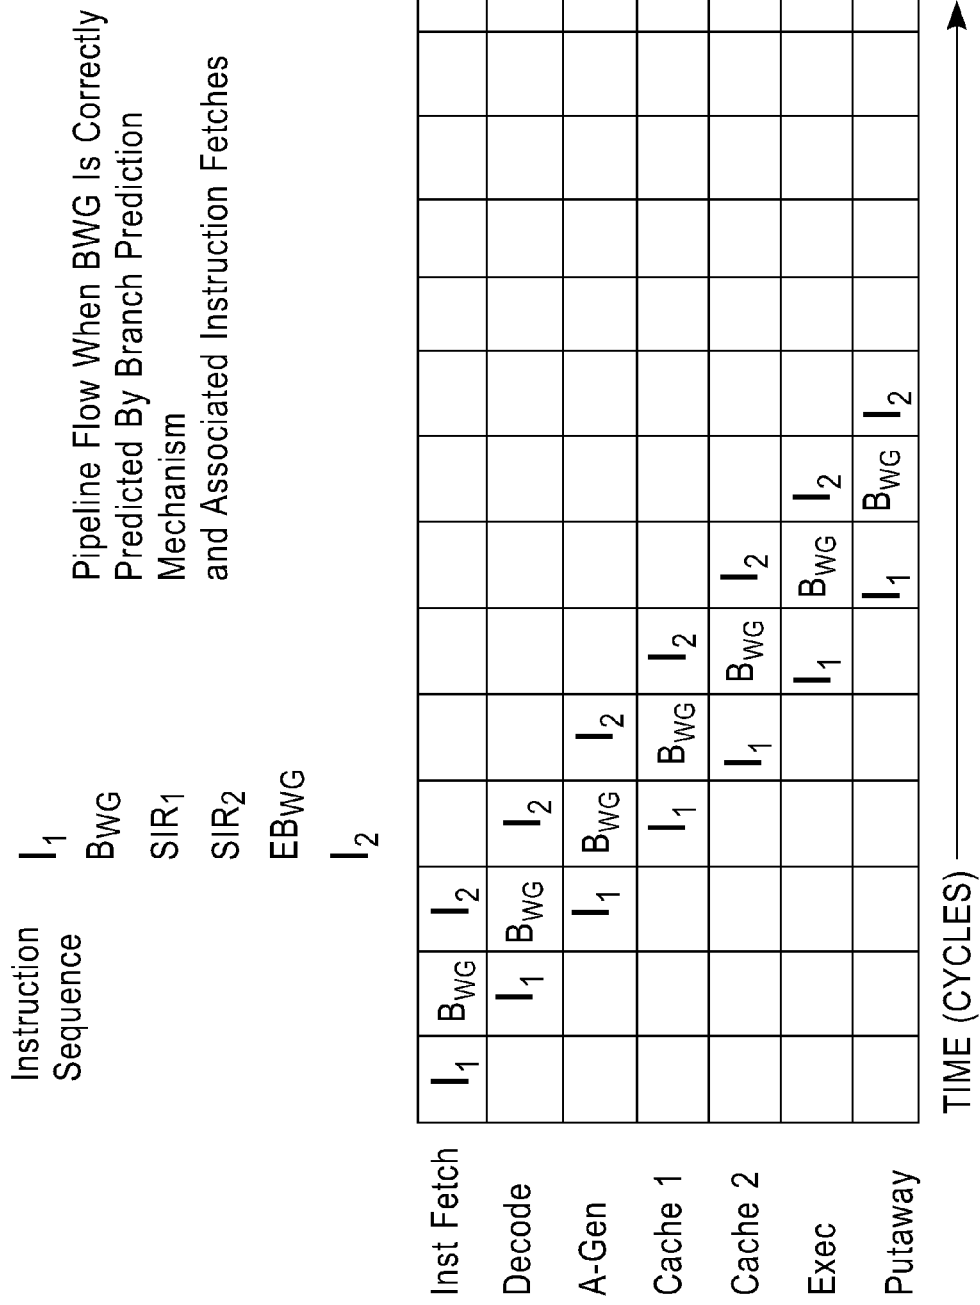 Instruction
Sequence
I1
BWG
SIR1
SIR2
EBWG
I2
Pipeline Flow When BWG Is Correctly
Predicted By Branch Prediction
Mechanism
and Associated Instruction Fetches
Inst Fetch I1 BWG I2
Decode I1 BWG I2
A-Gen I1 BWG I2
Cache 1 I1 BWG I2
Cache 2 I1 BWG I2
Exec I1 BWG I2
Putaway I1 BWG I2
TIME (CYCLES)